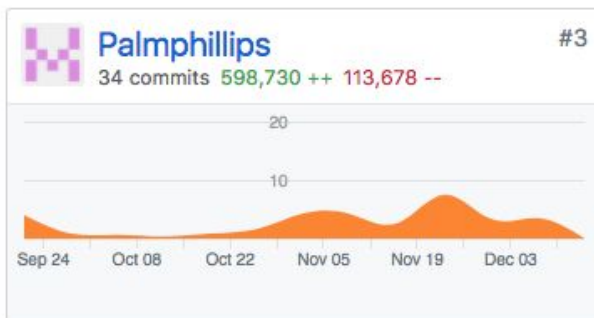 Palmphillips #3
34 commits 598,730 ++ 113,678 --
20
10
Sep 24 Oct 08 Oct 22 Nov 05 Nov 19 Dec 03